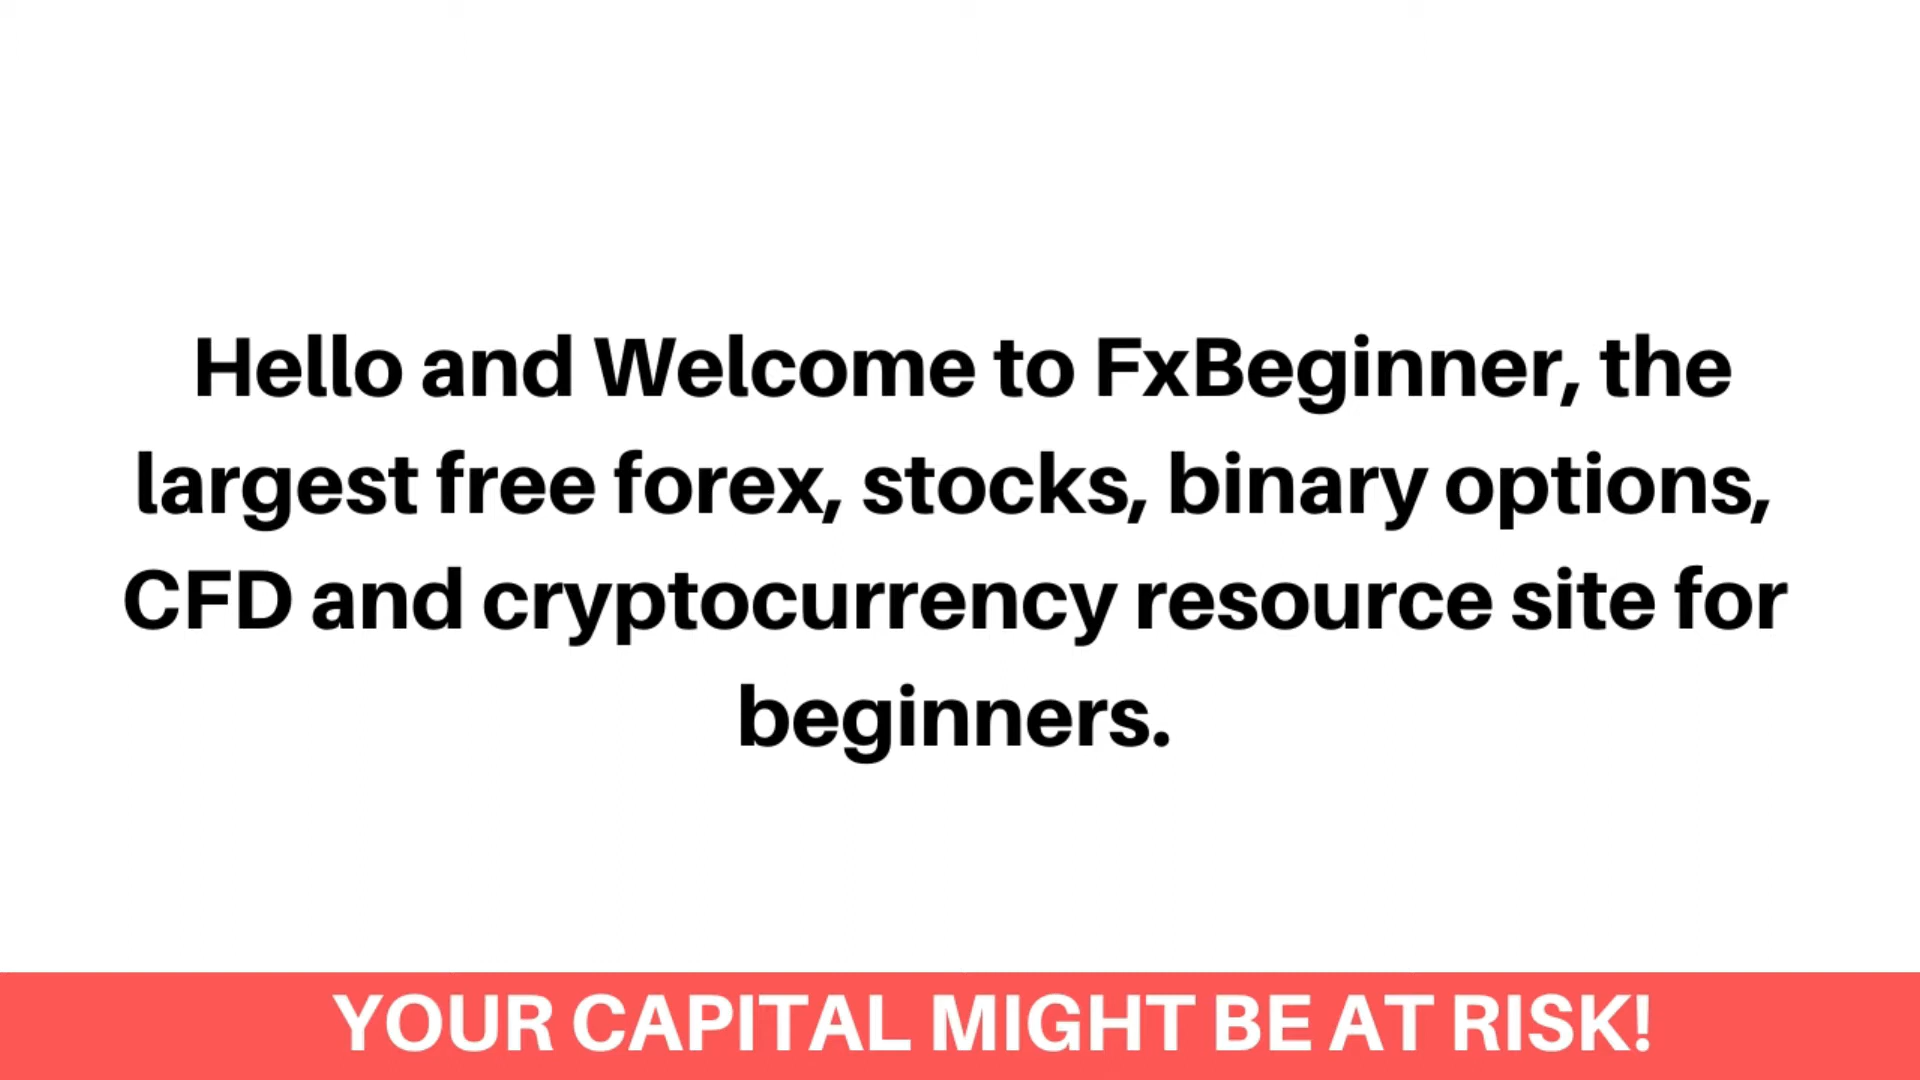 Hello and Welcome to FxBeginner, the
largest free forex, stocks, binary options,
CFD and cryptocurrency resource site for
beginners.
YOUR CAPITAL MIGHT BE AT RISK!